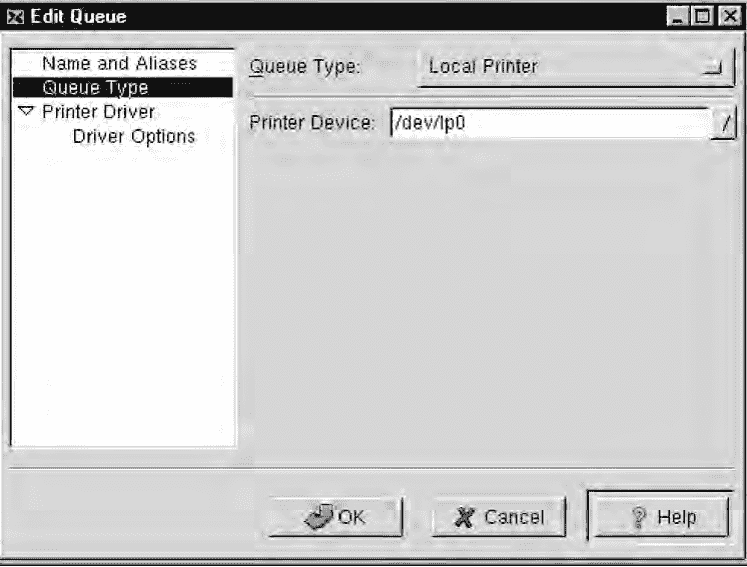 Edit Queue
Name and Aliases
Queue Type
Printer Driver
Driver Options
Queue Type: Local Printer
Printer Device: /dev/lp0 /
OK Cancel ? Help